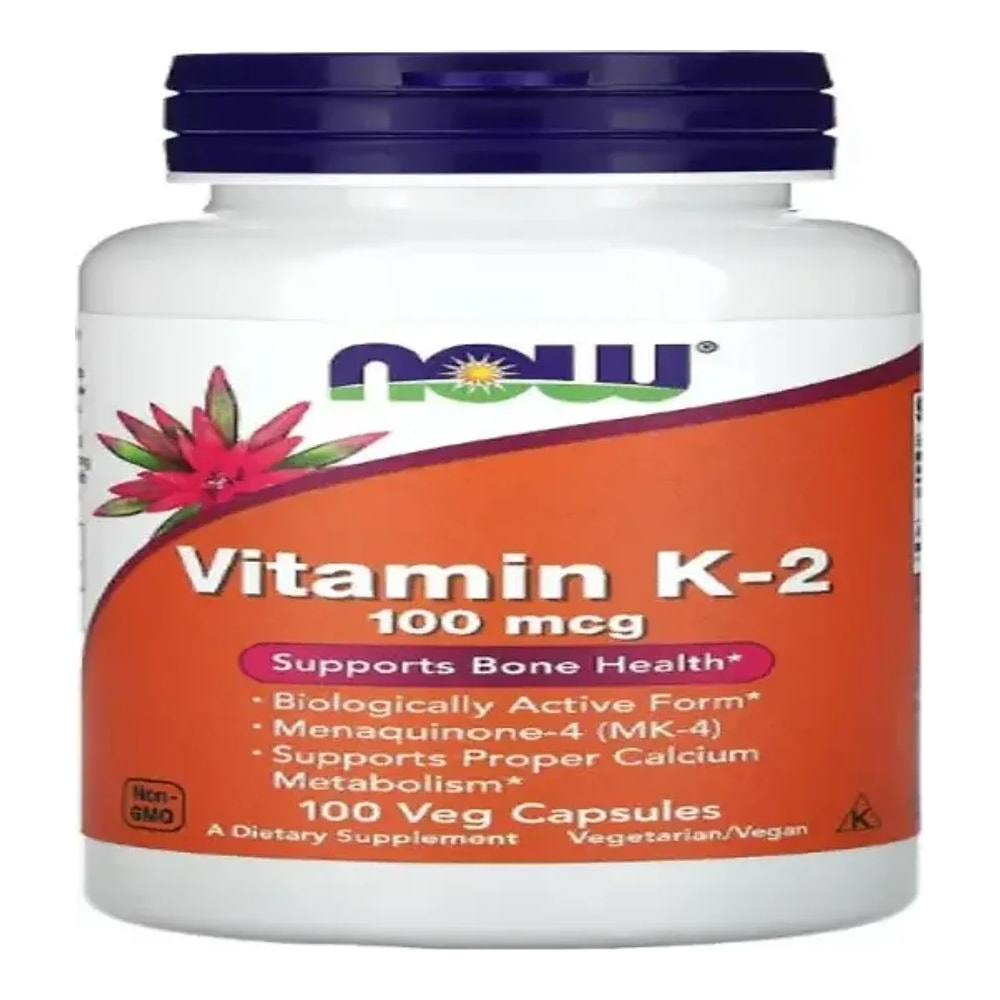 NOW®
Vitamin K-2
100 mcg
Supports Bone Health*
• Biologically Active Form*
• Menaquinone-4 (MK-4)
• Supports Proper Calcium
Metabolism*
100 Veg Capsules
Non-
GMO
A Dietary Supplement
Vegetarian/Vegan
K